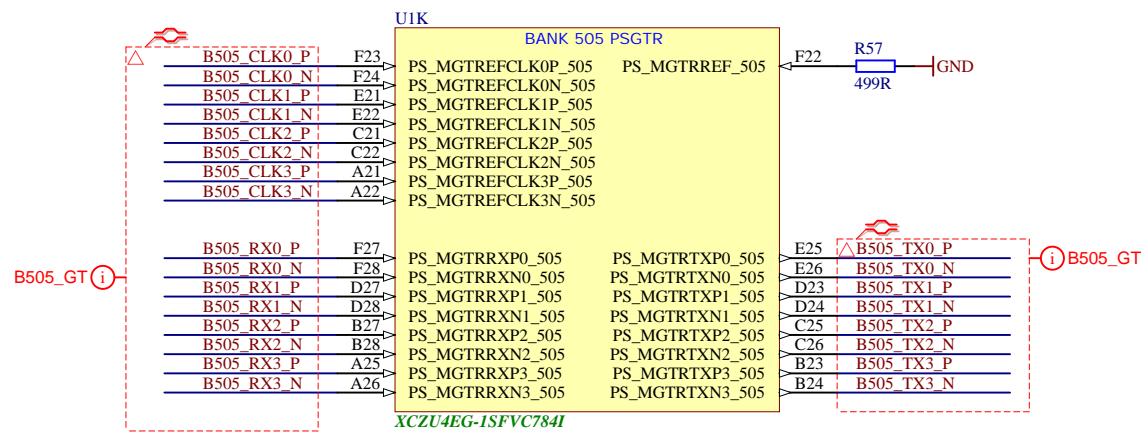 U1K
BANK 505 PSGTR
B505_CLK0_P F23 PS_MGTREFCLK0P_505 PS_MGTRREF_505 F22 R57 499R GND
B505_CLK0_N F24 PS_MGTREFCLK0N_505
B505_CLK1_P E21 PS_MGTREFCLK1P_505
B505_CLK1_N E22 PS_MGTREFCLK1N_505
B505_CLK2_P C21 PS_MGTREFCLK2P_505
B505_CLK2_N C22 PS_MGTREFCLK2N_505
B505_CLK3_P A21 PS_MGTREFCLK3P_505
B505_CLK3_N A22 PS_MGTREFCLK3N_505
B505_RX0_P F27 PS_MGTRRXP0_505 PS_MGTRTXP0_505 E25 B505_TX0_P
B505_GT i B505_RX0_N F28 PS_MGTRRXN0_505 PS_MGTRTXN0_505 E26 B505_TX0_N i B505_GT
B505_RX1_P D27 PS_MGTRRXP1_505 PS_MGTRTXP1_505 D23 B505_TX1_P
B505_RX1_N D28 PS_MGTRRXN1_505 PS_MGTRTXN1_505 D24 B505_TX1_N
B505_RX2_P B27 PS_MGTRRXP2_505 PS_MGTRTXP2_505 C25 B505_TX2_P
B505_RX2_N B28 PS_MGTRRXN2_505 PS_MGTRTXN2_505 C26 B505_TX2_N
B505_RX3_P A25 PS_MGTRRXP3_505 PS_MGTRTXP3_505 B23 B505_TX3_P
B505_RX3_N A26 PS_MGTRRXN3_505 PS_MGTRTXN3_505 B24 B505_TX3_N
XCZU4EG-1SFVC784I